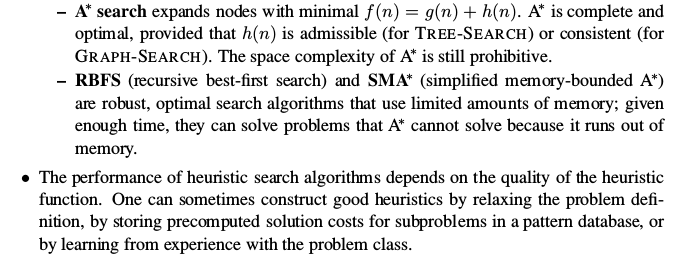 – A* search expands nodes with minimal f(n) = g(n) + h(n). A* is complete and
optimal, provided that h(n) is admissible (for TREE-SEARCH) or consistent (for
GRAPH-SEARCH). The space complexity of A* is still prohibitive.
– RBFS (recursive best-first search) and SMA* (simplified memory-bounded A*)
are robust, optimal search algorithms that use limited amounts of memory; given
enough time, they can solve problems that A* cannot solve because it runs out of
memory.
• The performance of heuristic search algorithms depends on the quality of the heuristic
function. One can sometimes construct good heuristics by relaxing the problem defi-
nition, by storing precomputed solution costs for subproblems in a pattern database, or
by learning from experience with the problem class.